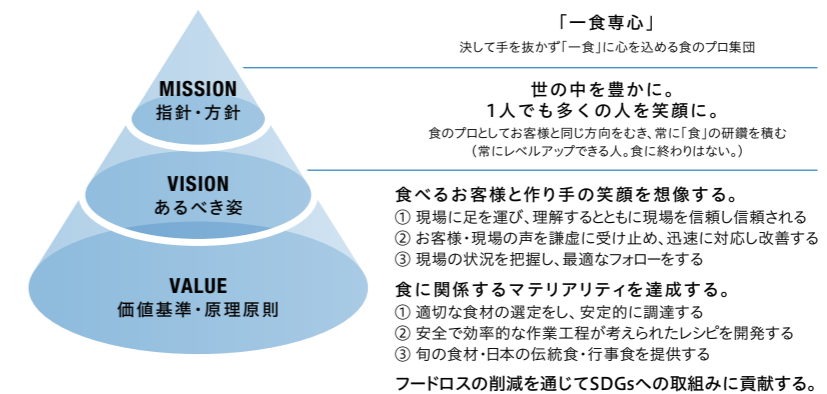 「一食専心」
決して手を抜かず「一食」に心を込める食のプロ集団
MISSION
指針・方針
世の中を豊かに。
1人でも多くの人を笑顔に。
食のプロとしてお客様と同じ方向をむき、常に「食」の研鑽を積む
（常にレベルアップできる人。食に終わりはない。）
VISION
あるべき姿
食べるお客様と作り手の笑顔を想像する。
① 現場に足を運び、理解するとともに現場を信頼し信頼される
② お客様・現場の声を謙虚に受け止め、迅速に対応し改善する
③ 現場の状況を把握し、最適なフォローをする
VALUE
価値基準・原理原則
食に関係するマテリアリティを達成する。
① 適切な食材の選定をし、安定的に調達する
② 安全で効率的な作業工程が考えられたレシピを開発する
③ 旬の食材・日本の伝統食・行事食を提供する
フードロスの削減を通じてSDGsへの取組みに貢献する。